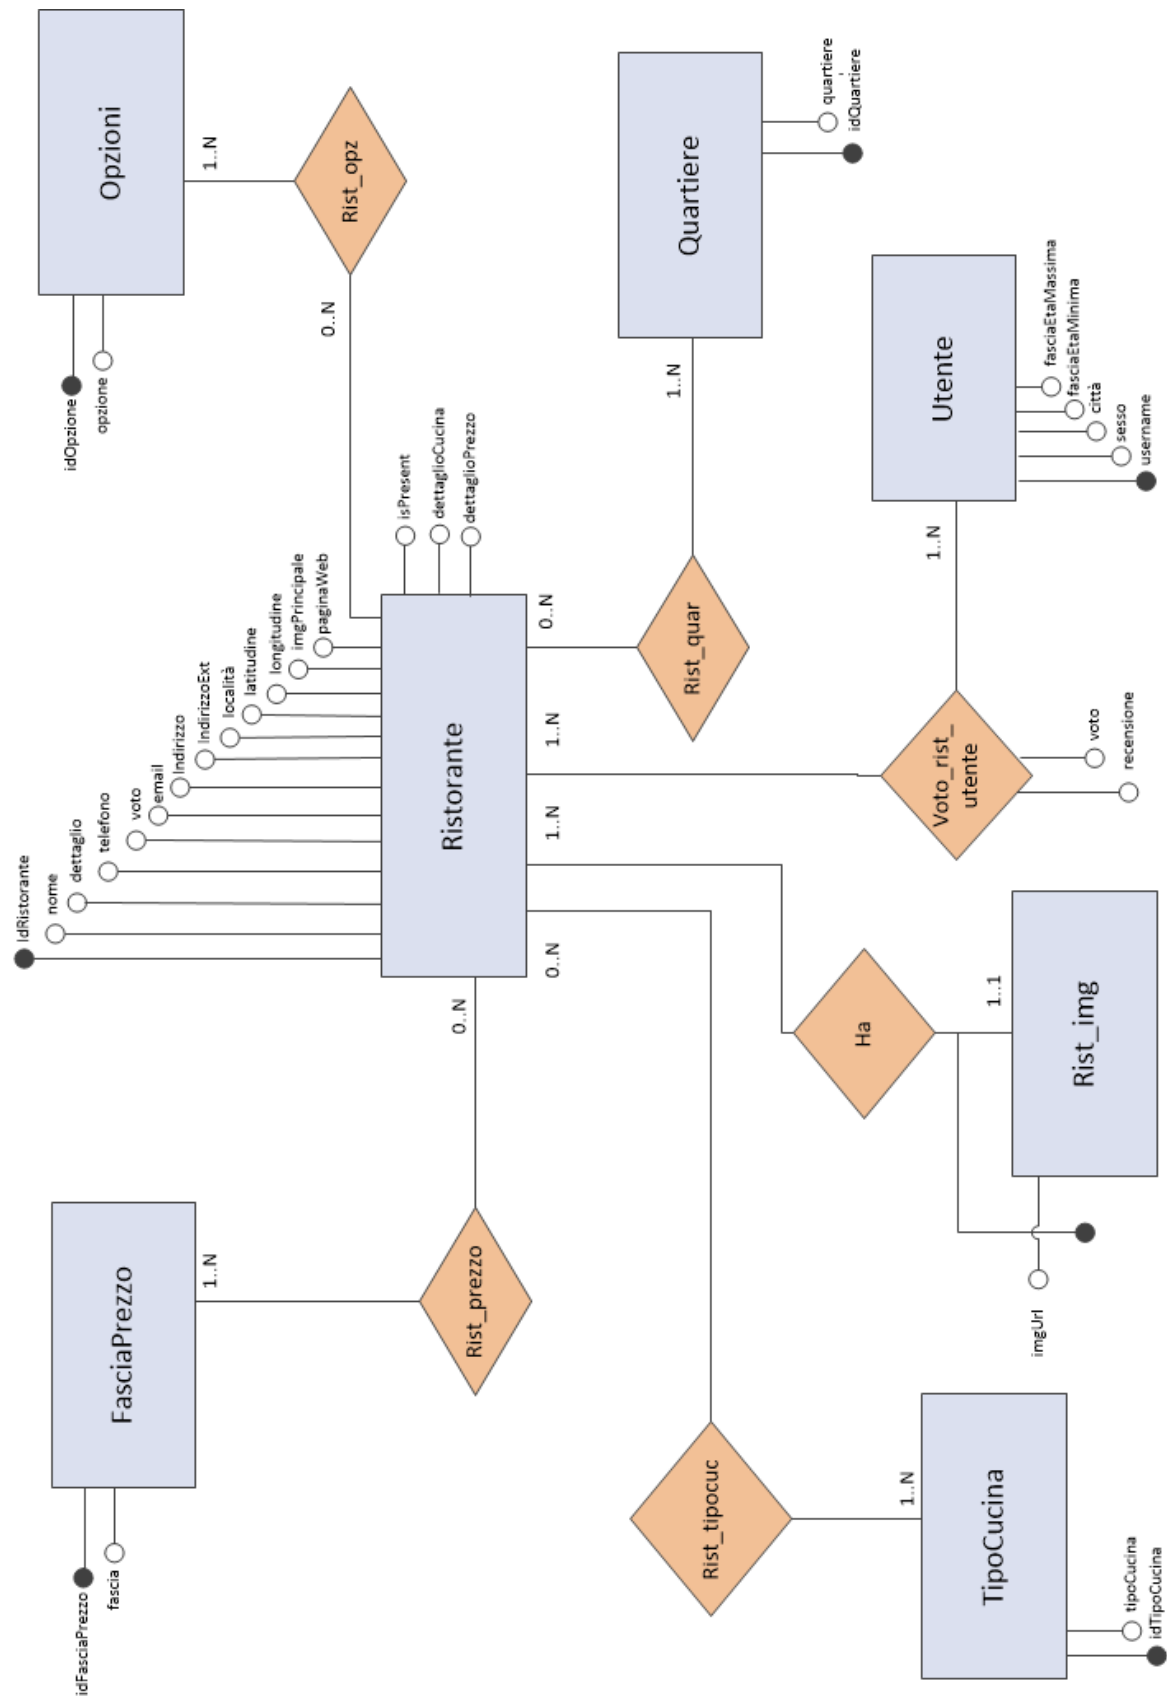 idFasciaPrezzo
fascia
FasciaPrezzo
1..N
Rist_prezzo
0..N
IdRistorante
nome
dettaglio
telefono
voto
email
Indirizzo
IndirizzoExt
località
latitudine
longitudine
imgPrincipale
paginaWeb
isPresent
dettaglioCucina
dettaglioPrezzo
Ristorante
0..N
1..N
1..N
0..N
idOpzione
opzione
Opzioni
1..N
Rist_opz
0..N
Rist_quar
1..N
Quartiere
quartiere
idQuartiere
Voto_rist_
utente
voto
recensione
1..N
Utente
fasciaEtaMassima
fasciaEtaMinima
città
sesso
username
Ha
1..1
Rist_img
imgUrl
Rist_tipocuc
1..N
TipoCucina
tipoCucina
idTipoCucina